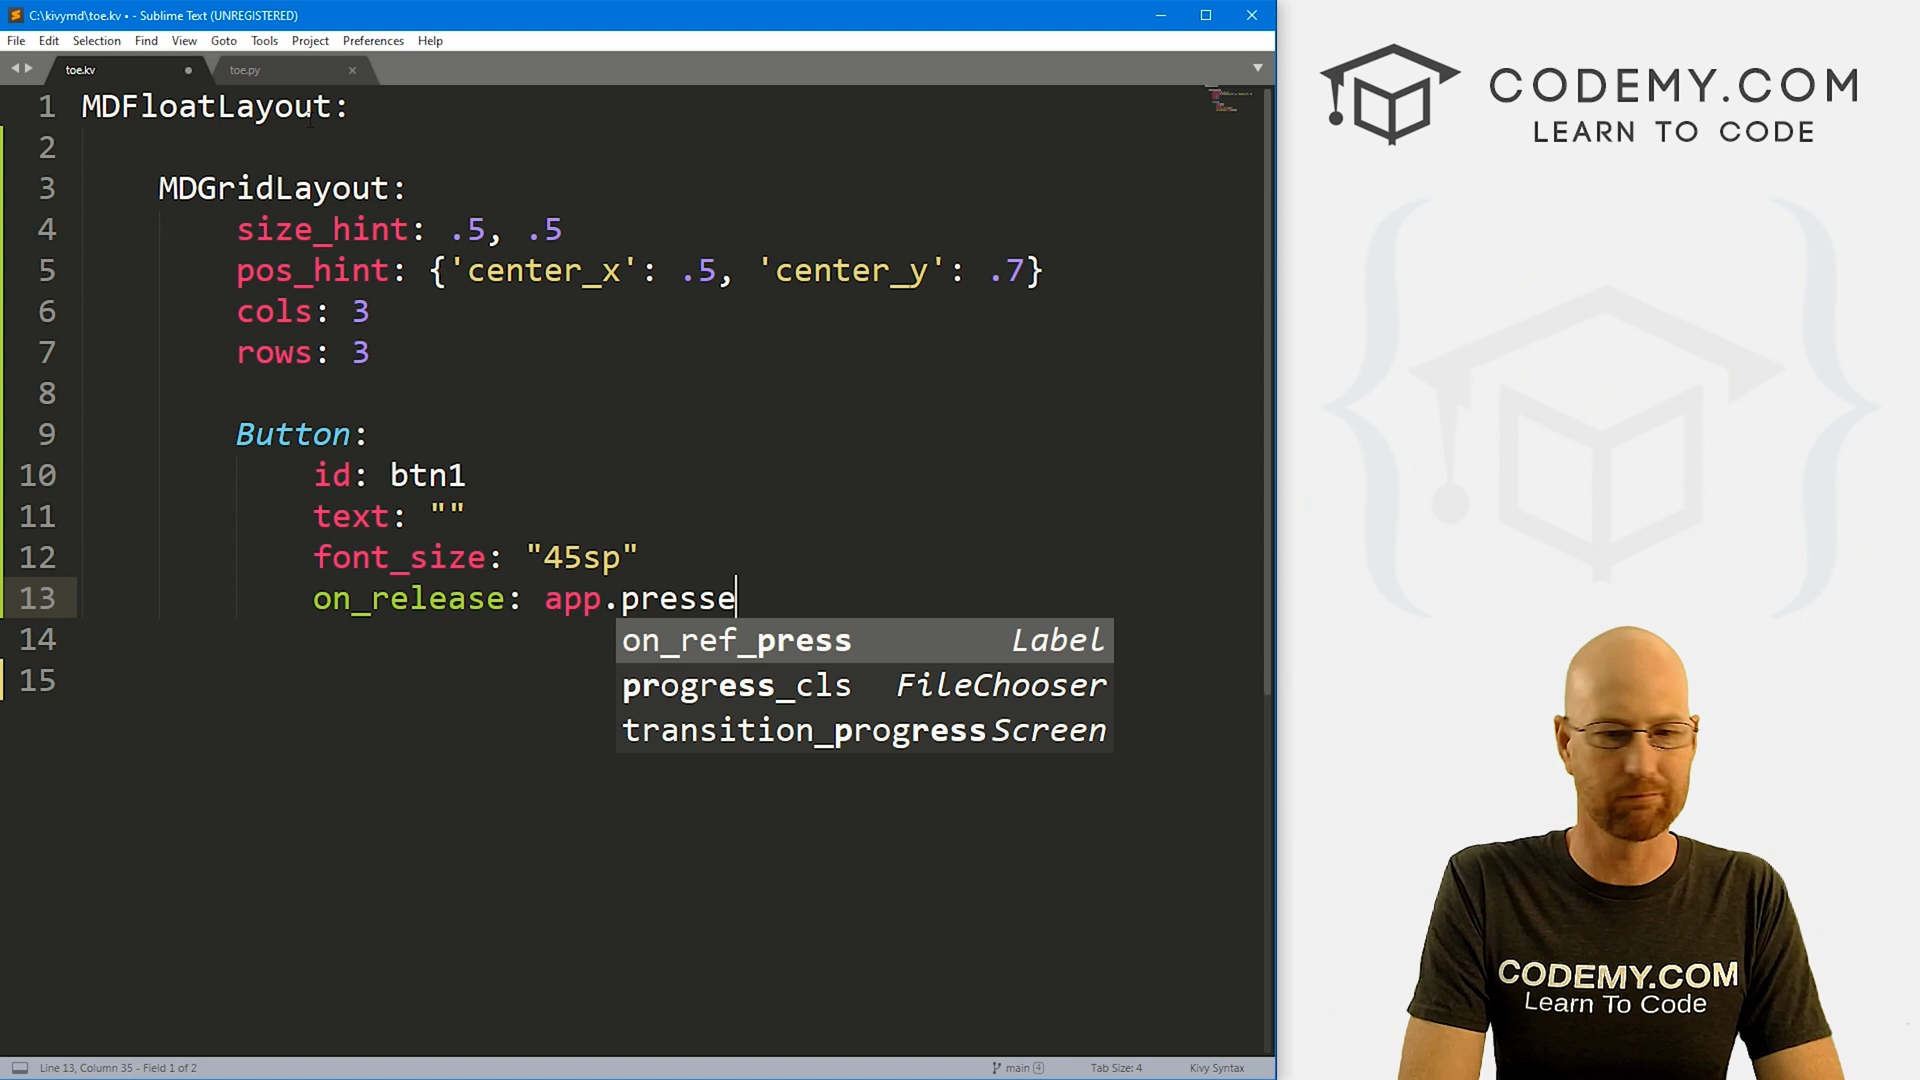 C:\kivymd\toe.kv • - Sublime Text (UNREGISTERED)
File Edit Selection Find View Goto Tools Project Preferences Help
toe.kv toe.py
1 MDFloatLayout:
2
3 MDGridLayout:
4 size_hint: .5, .5
5 pos_hint: {'center_x': .5, 'center_y': .7}
6 cols: 3
7 rows: 3
8
9 Button:
10 id: btn1
11 text: ""
12 font_size: "45sp"
13 on_release: app.presse
14
15
on_ref_press Label
progress_cls FileChooser
transition_progress Screen
Line 13, Column 35 - Field 1 of 2
main 4
Tab Size: 4
Kivy Syntax
CODEMY.COM
LEARN TO CODE
CODEMY.COM
Learn To Code